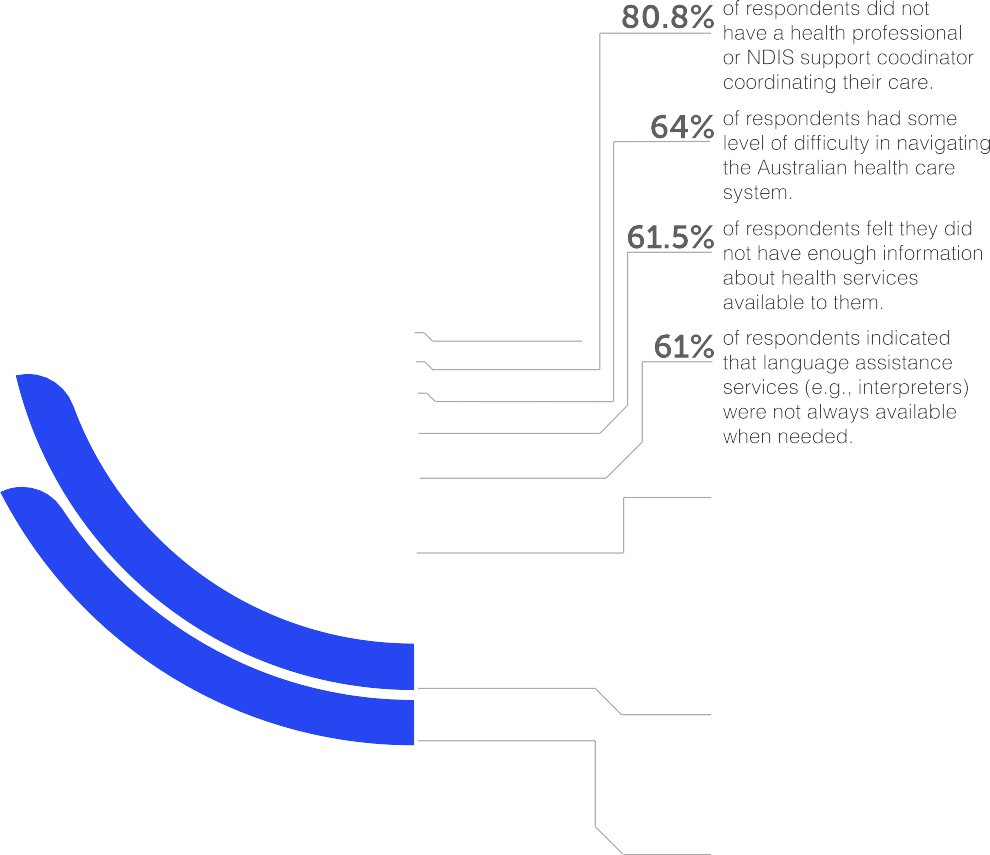 80.8% of respondents did not
have a health professional
or NDIS support coodinator
coordinating their care.
64% of respondents had some
level of difficulty in navigating
the Australian health care
system.
61.5% of respondents felt they did
not have enough information
about health services
available to them.
61% of respondents indicated
that language assistance
services (e.g., interpreters)
were not always available
when needed.